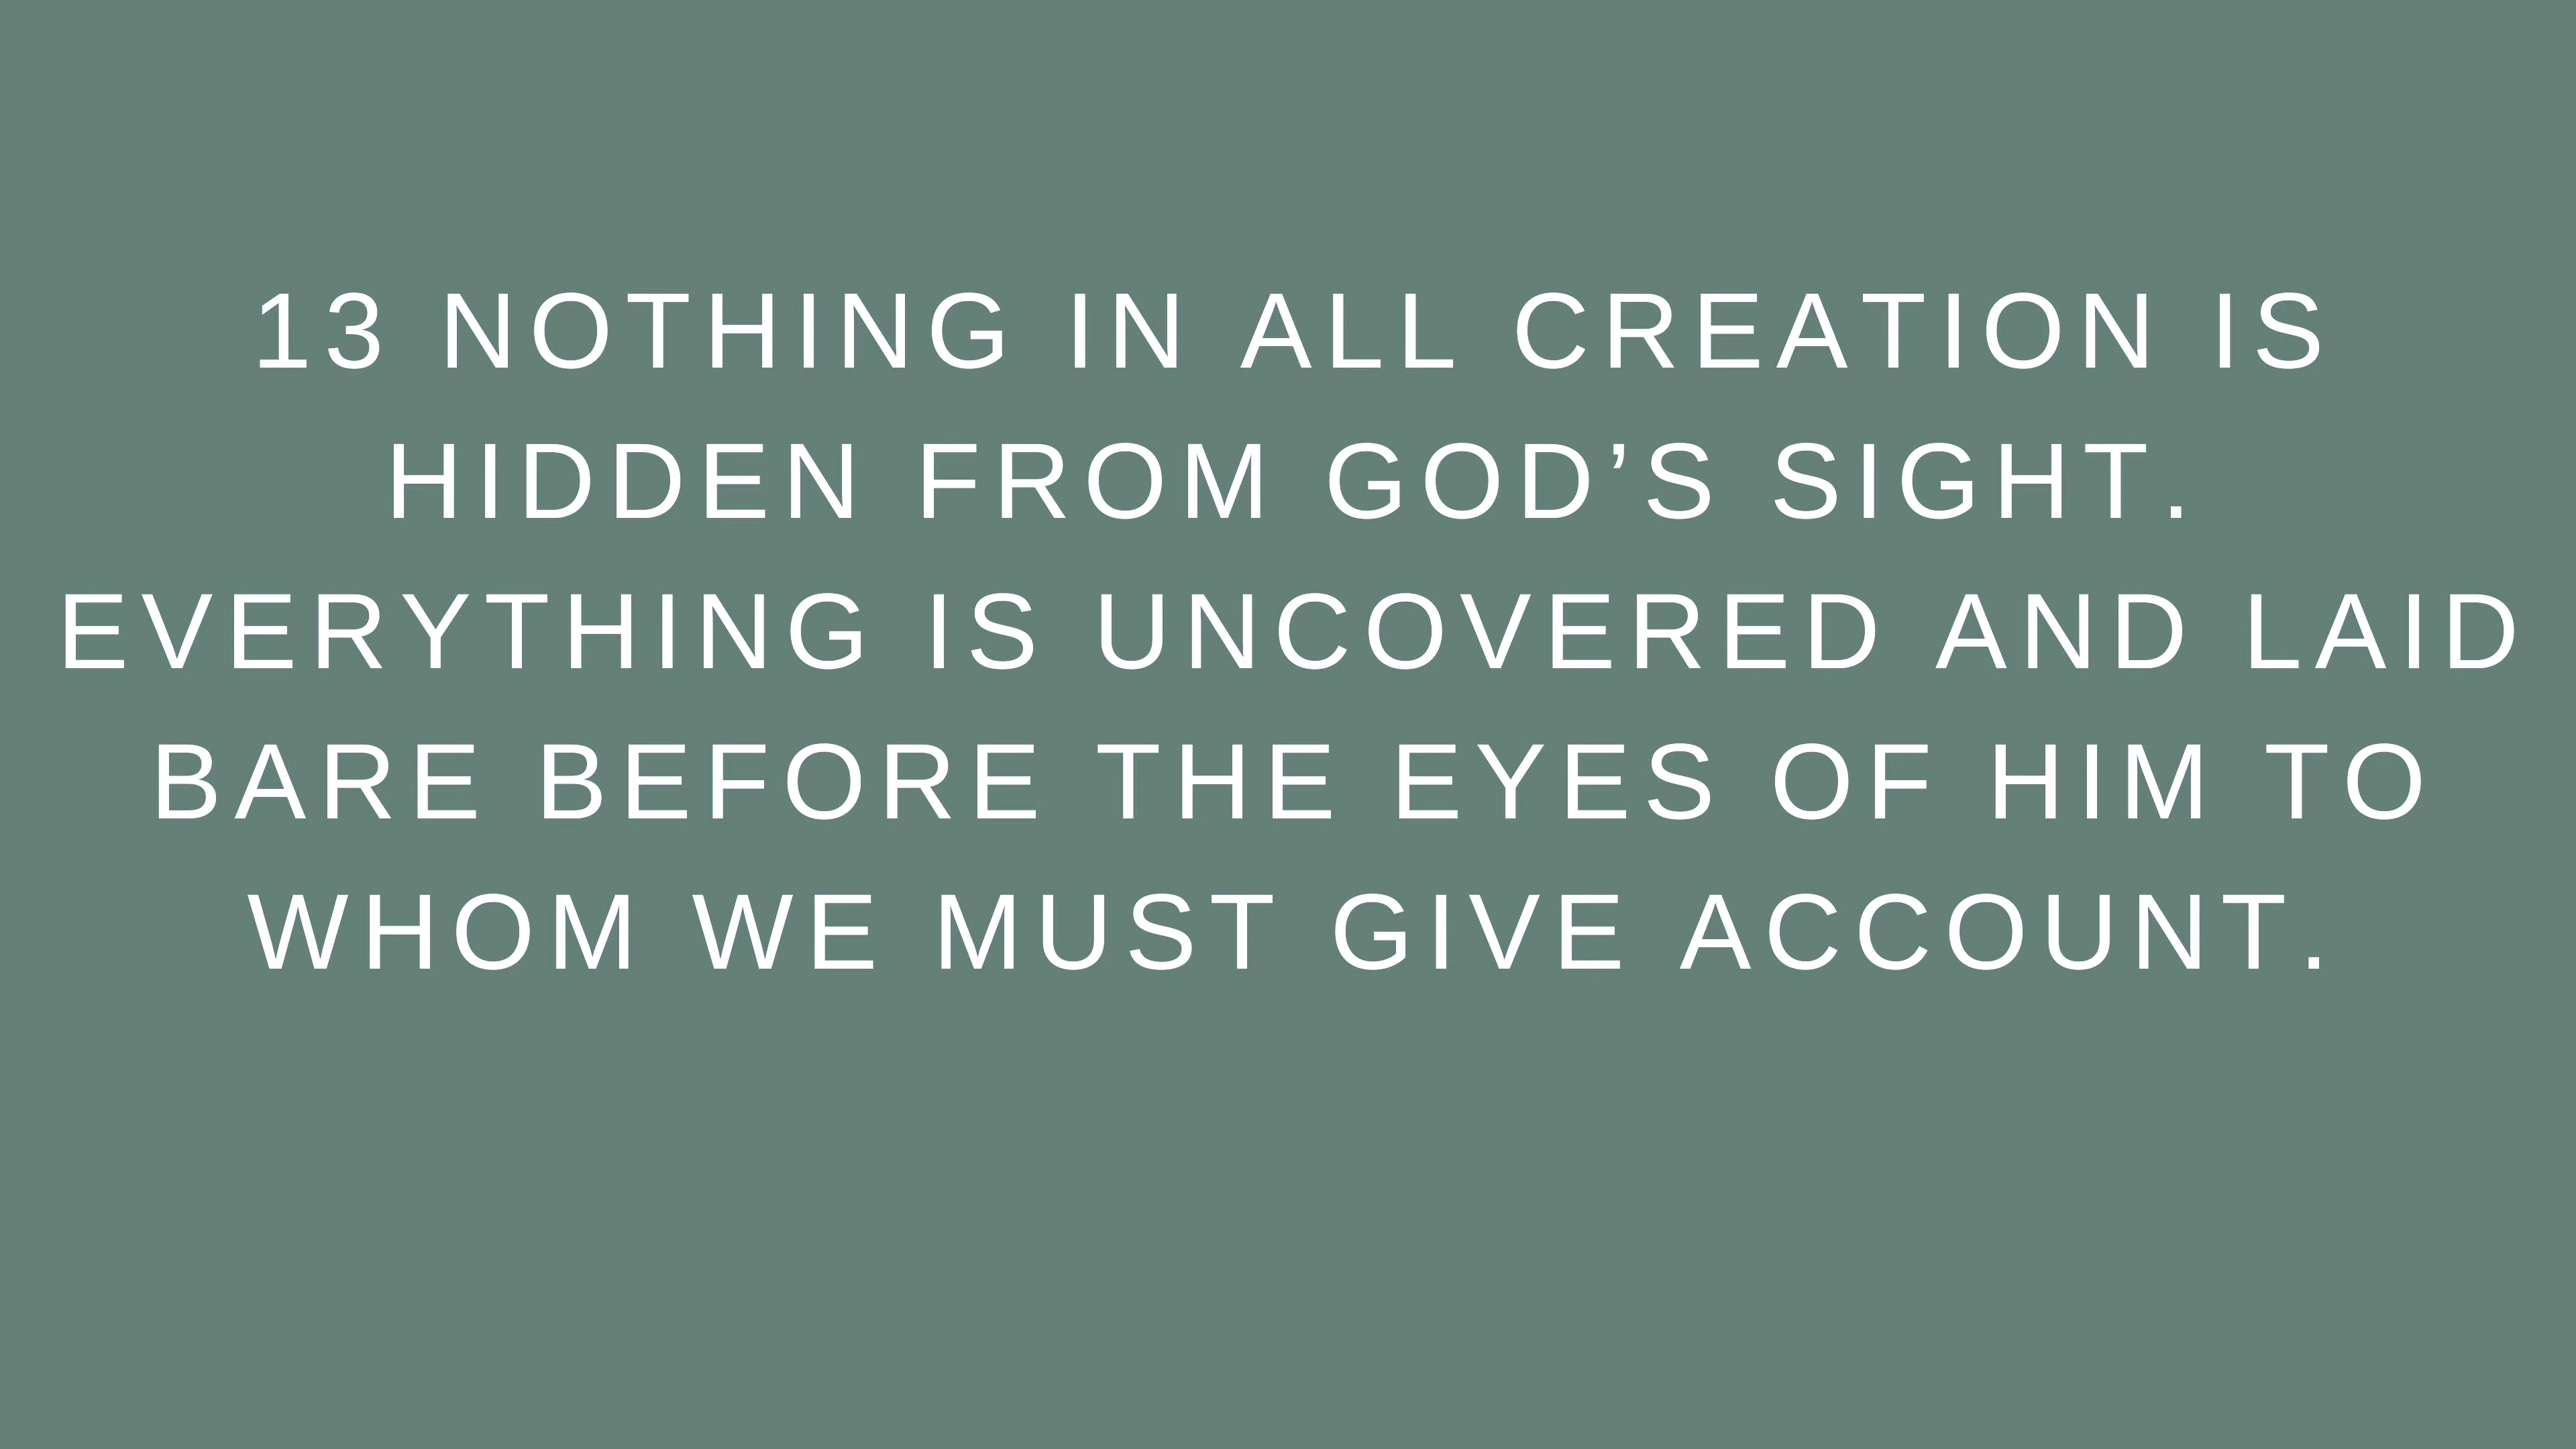 13 NOTHING IN ALL CREATION IS
HIDDEN FROM GOD’S SIGHT.
EVERYTHING IS UNCOVERED AND LAID
BARE BEFORE THE EYES OF HIM TO
WHOM WE MUST GIVE ACCOUNT.